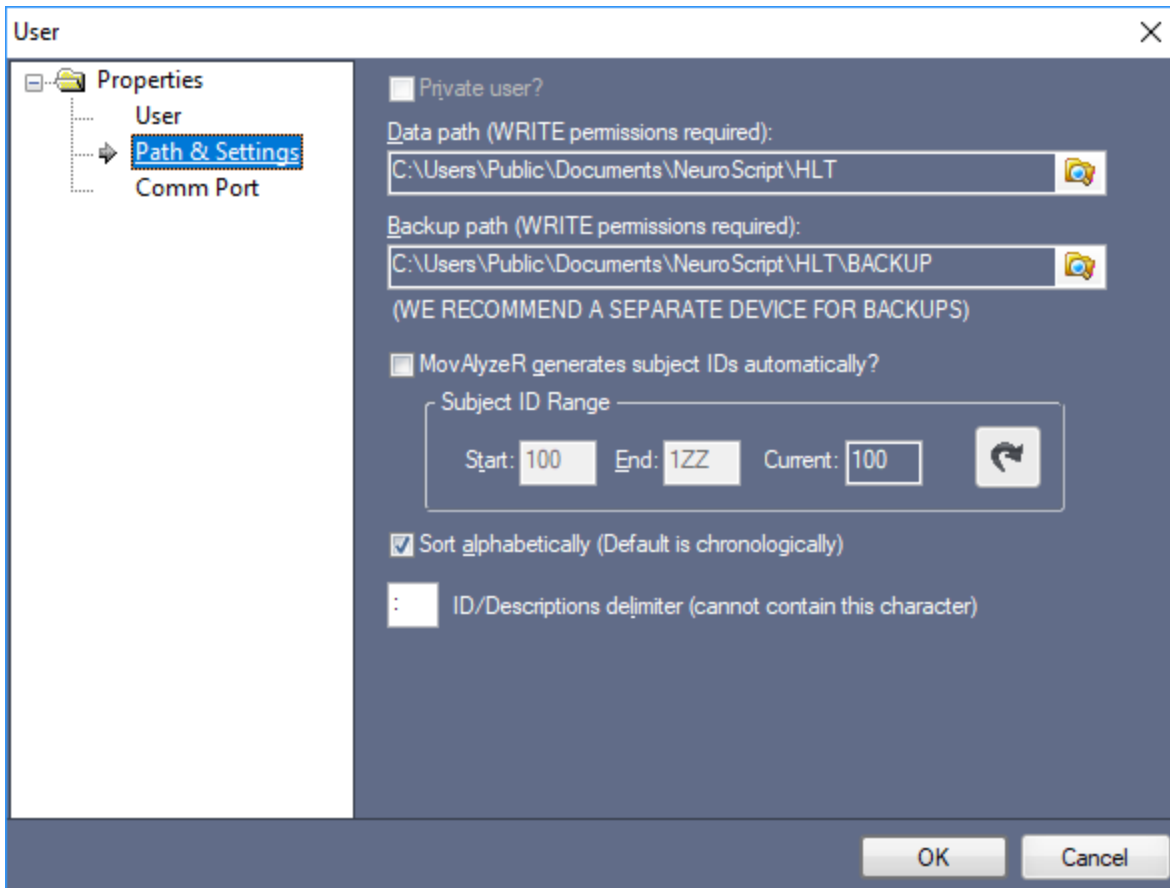 User
Properties
User
Path & Settings
Comm Port
Private user?
Data path (WRITE permissions required):
C:\Users\Public\Documents\NeuroScript\HLT
Backup path (WRITE permissions required):
C:\Users\Public\Documents\NeuroScript\HLT\BACKUP
(WE RECOMMEND A SEPARATE DEVICE FOR BACKUPS)
MovAlyzeR generates subject IDs automatically?
Subject ID Range
Start: 100 End: 1ZZ Current: 100
Sort alphabetically (Default is chronologically)
: ID/Descriptions delimiter (cannot contain this character)
OK Cancel